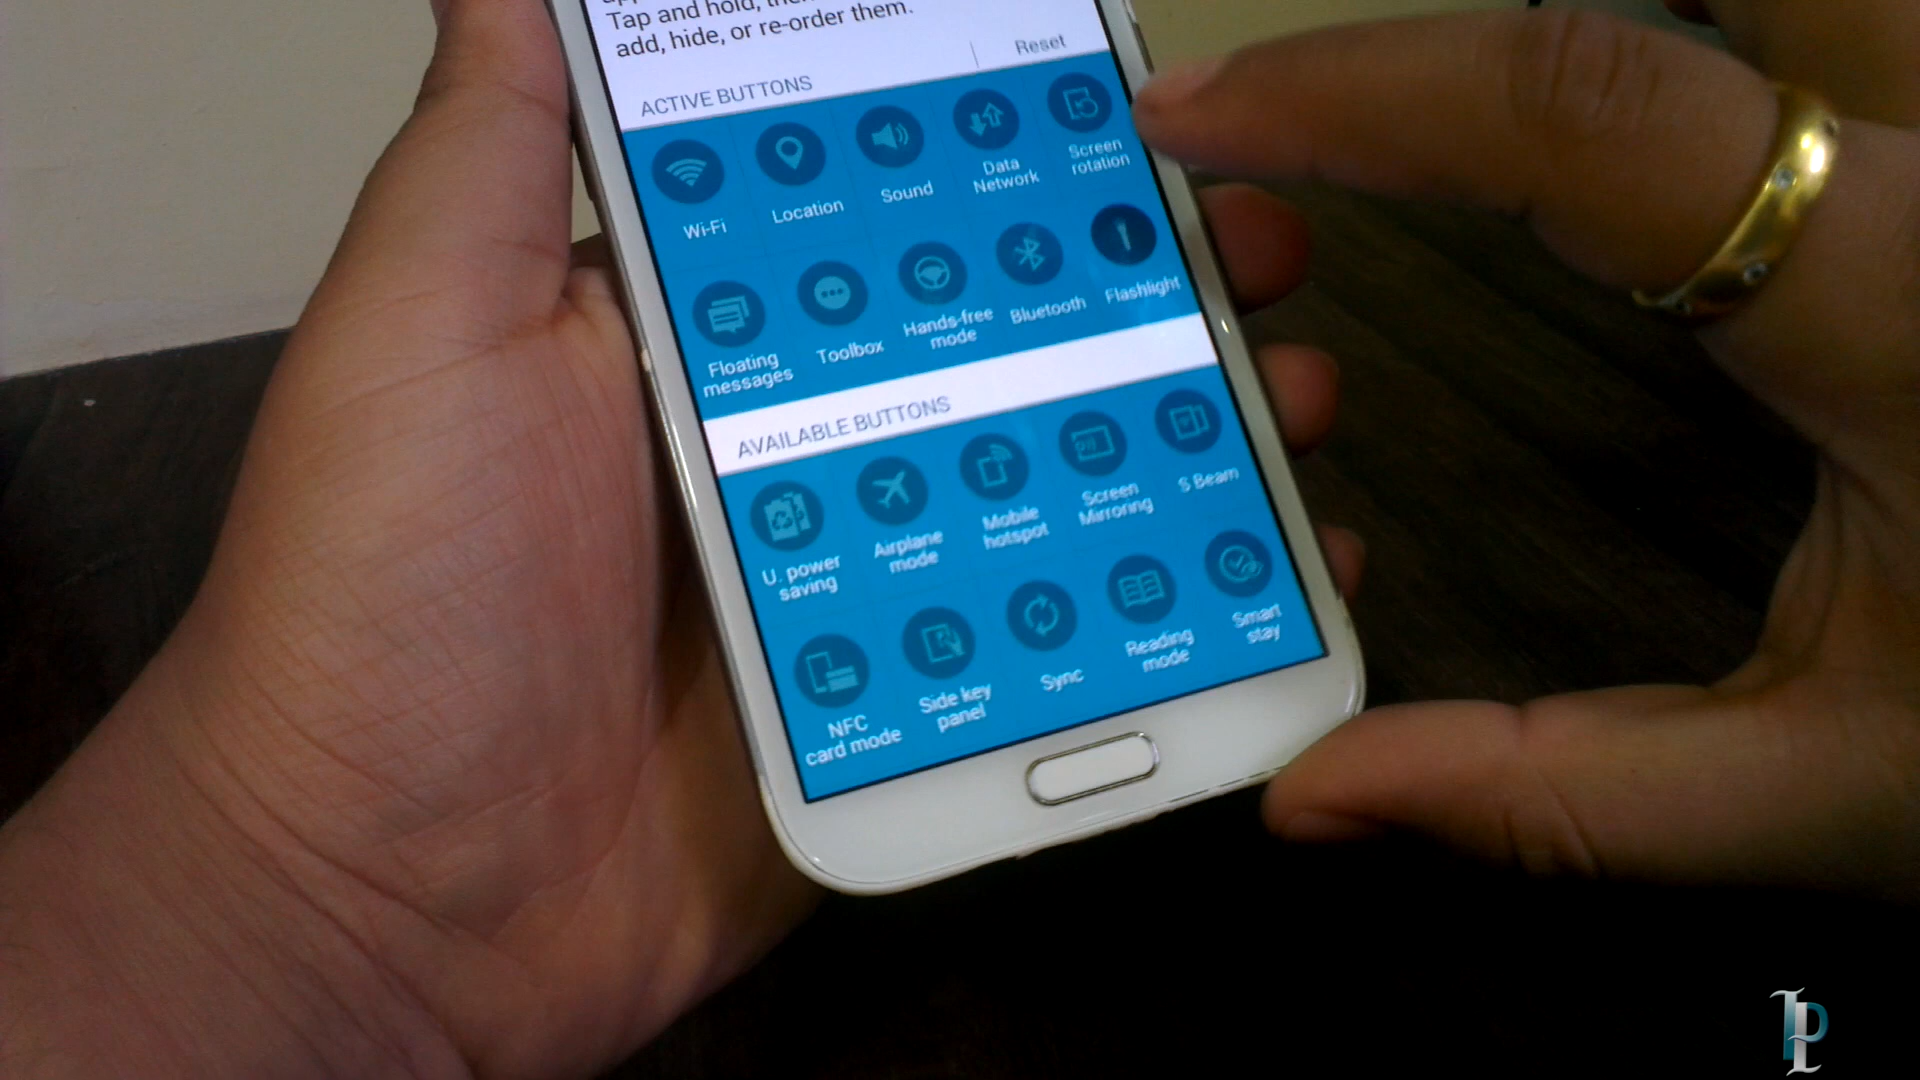 Tap and hold, then
add, hide, or re-order them.
Reset
ACTIVE BUTTONS
Wi-Fi
Location
Sound
Data
Network
Screen
rotation
Floating
messages
Toolbox
Hands-free
mode
Bluetooth
Flashlight
AVAILABLE BUTTONS
U. power
saving
Airplane
mode
Mobile
hotspot
Screen
Mirroring
S Beam
NFC
card mode
Side key
panel
Sync
Reading
mode
Smart
stay